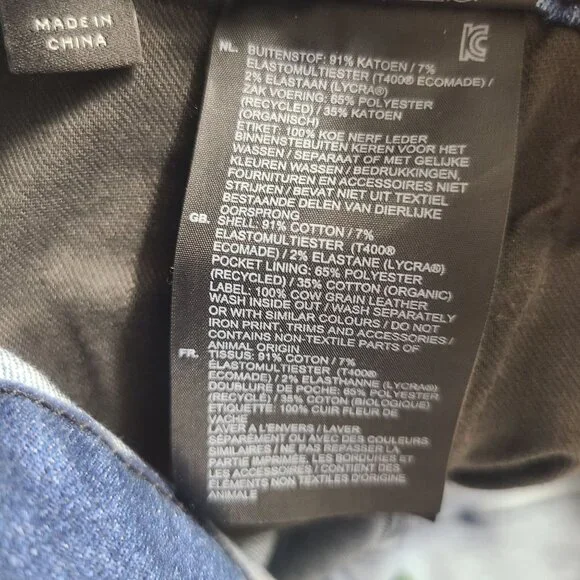 MADE IN
CHINA
NL. BUITENSTOF: 91% KATOEN / 7%
ELASTOMULTIESTER (T400® ECOMADE) /
2% ELASTAAN (LYCRA®)
ZAK VOERING: 65% POLYESTER
(RECYCLED) / 35% KATOEN
(ORGANISCH)
ETIKET: 100% KOE NERF LEDER
BINNENSTEBUITEN KEREN VOOR HET
WASSEN / SEPARAAT OF MET GELIJKE
KLEUREN WASSEN / BEDRUKKINGEN,
FOURNITUREN EN ACCESSOIRES NIET
STRIJKEN / BEVAT NIET UIT TEXTIEL
BESTAANDE DELEN VAN DIERLIJKE
OORSPRONG
GB. SHELL: 91% COTTON / 7%
ELASTOMULTIESTER (T400®
ECOMADE) / 2% ELASTANE (LYCRA®)
POCKET LINING: 65% POLYESTER
(RECYCLED) / 35% COTTON (ORGANIC)
LABEL: 100% COW GRAIN LEATHER
WASH INSIDE OUT / WASH SEPARATELY
OR WITH SIMILAR COLOURS / DO NOT
IRON PRINT, TRIMS AND ACCESSORIES /
CONTAINS NON-TEXTILE PARTS OF
ANIMAL ORIGIN
FR. TISSUS: 91% COTON / 7%
ÉLASTOMULTIESTER (T400®
ECOMADE) / 2% ÉLASTHANNE (LYCRA®)
DOUBLURE DE POCHE: 65% POLYESTER
(RECYCLÉ) / 35% COTON (BIOLOGIQUE)
ÉTIQUETTE: 100% CUIR FLEUR DE
VACHE
LAVER A L'ENVERS / LAVER
SÉPARÉMENT OU AVEC DES COULEURS
SIMILAIRES / NE PAS REPASSER LA
PARTIE IMPRIMÉE, LES BONDURES ET
LES ACCESSOIRES / CONTIENT DES
ÉLÉMENTS NON TEXTILES D'ORIGINE
ANIMALE